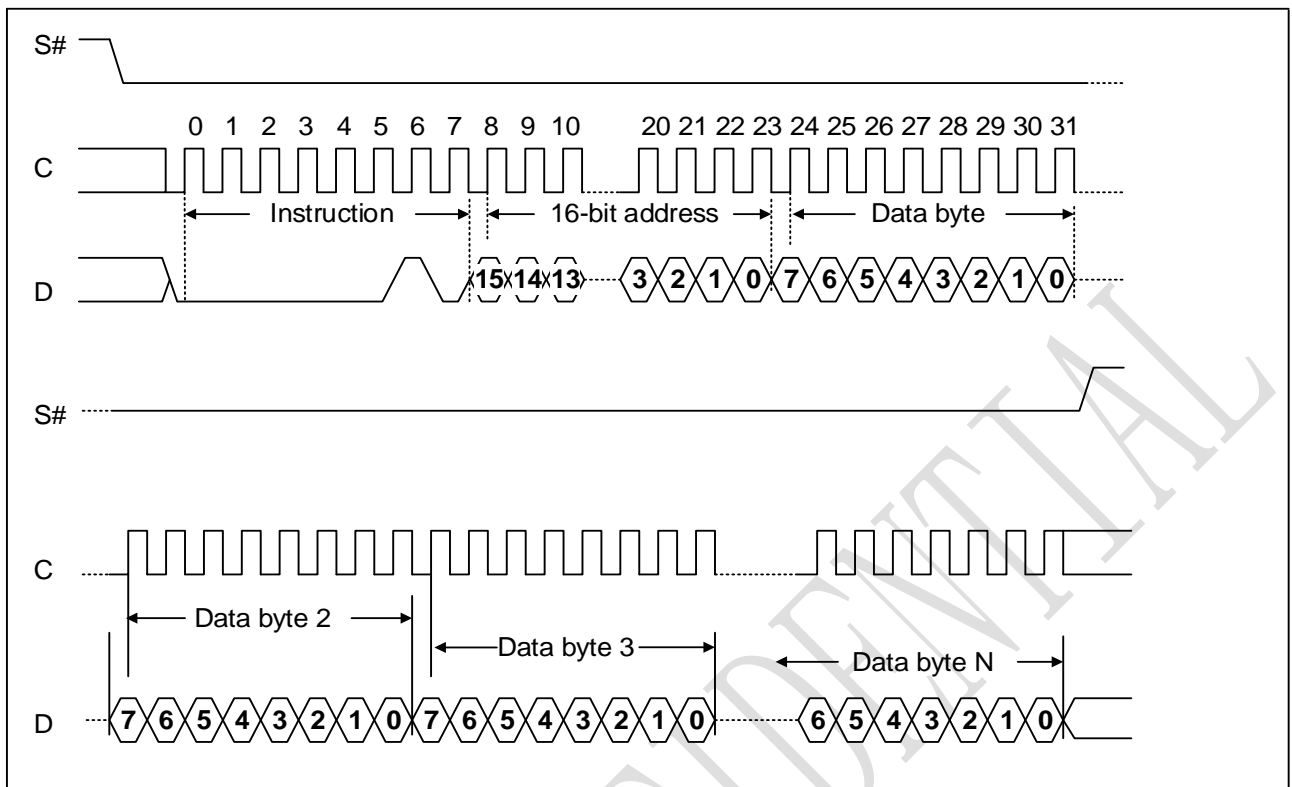 S#
0 1 2 3 4 5 6 7 8 9 10 20 21 22 23 24 25 26 27 28 29 30 31
C
Instruction 16-bit address Data byte
D 15 14 13 3 2 1 0 7 6 5 4 3 2 1 0
S#
C
Data byte 2 Data byte 3 Data byte N
D 7 6 5 4 3 2 1 0 7 6 5 4 3 2 1 0 6 5 4 3 2 1 0
IDENTIAL